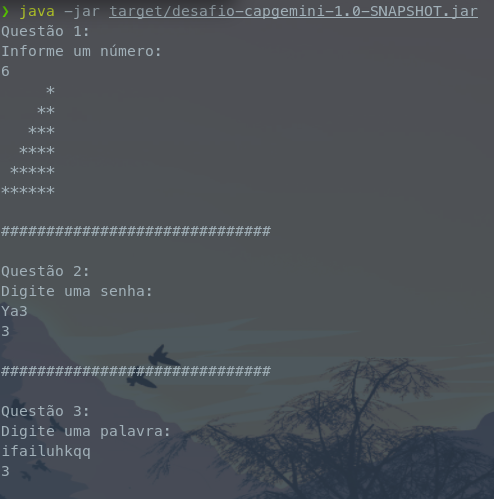 ❯ java -jar target/desafio-capgemini-1.0-SNAPSHOT.jar
Questão 1:
Informe um número:
6
     *
    **
   ***
  ****
 *****
******
##############################
Questão 2:
Digite uma senha:
Ya3
3
##############################
Questão 3:
Digite uma palavra:
ifailuhkqq
3